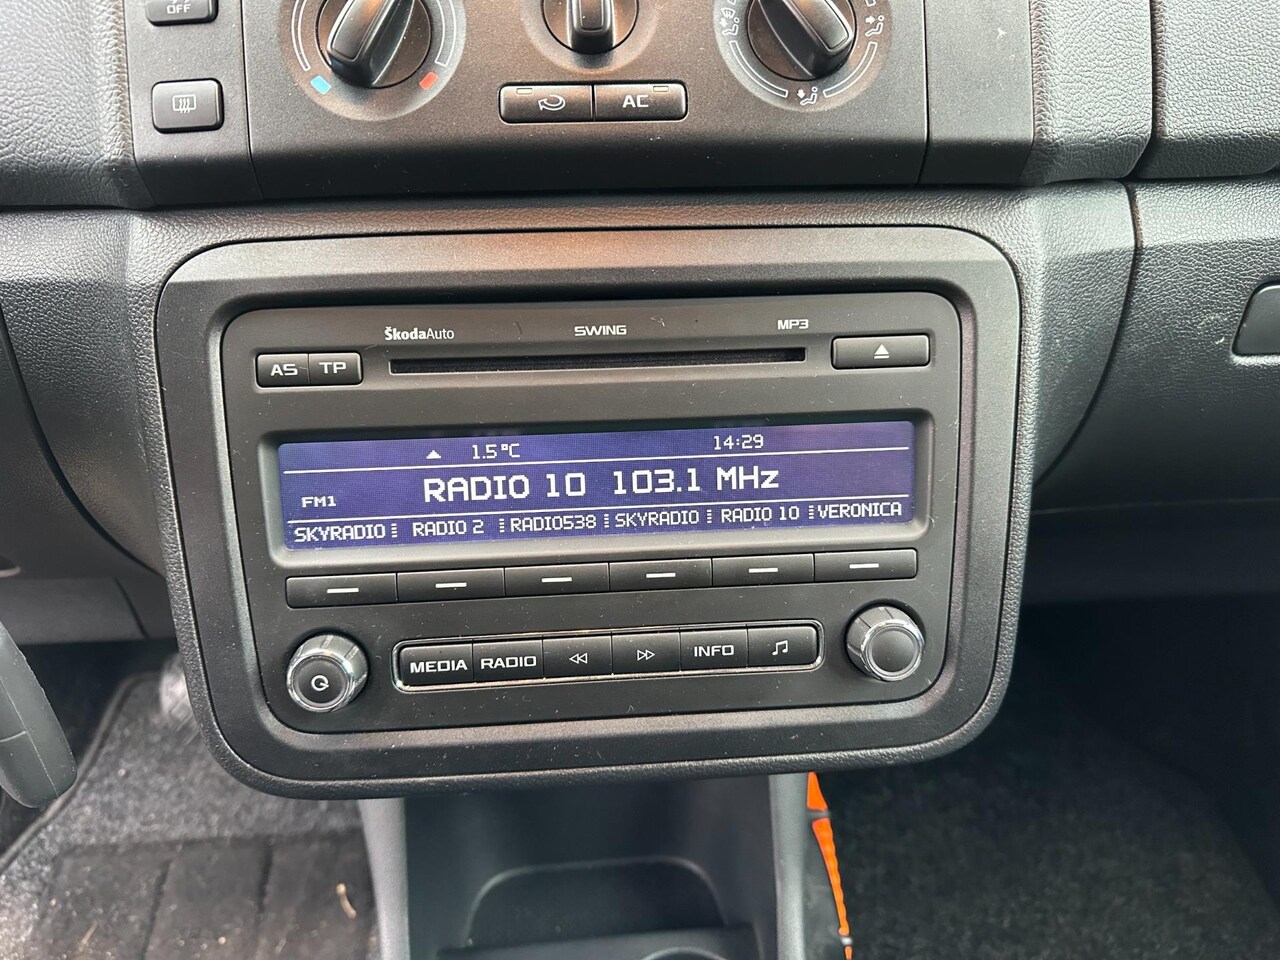 OFF
AC
ŠkodaAuto SWING MP3
AS TP
1.5°C 14:29
FM1 RADIO 10 103.1 MHz
SKYRADIO RADIO 2 RADIO538 SKYRADIO RADIO 10 VERONICA
MEDIA RADIO INFO